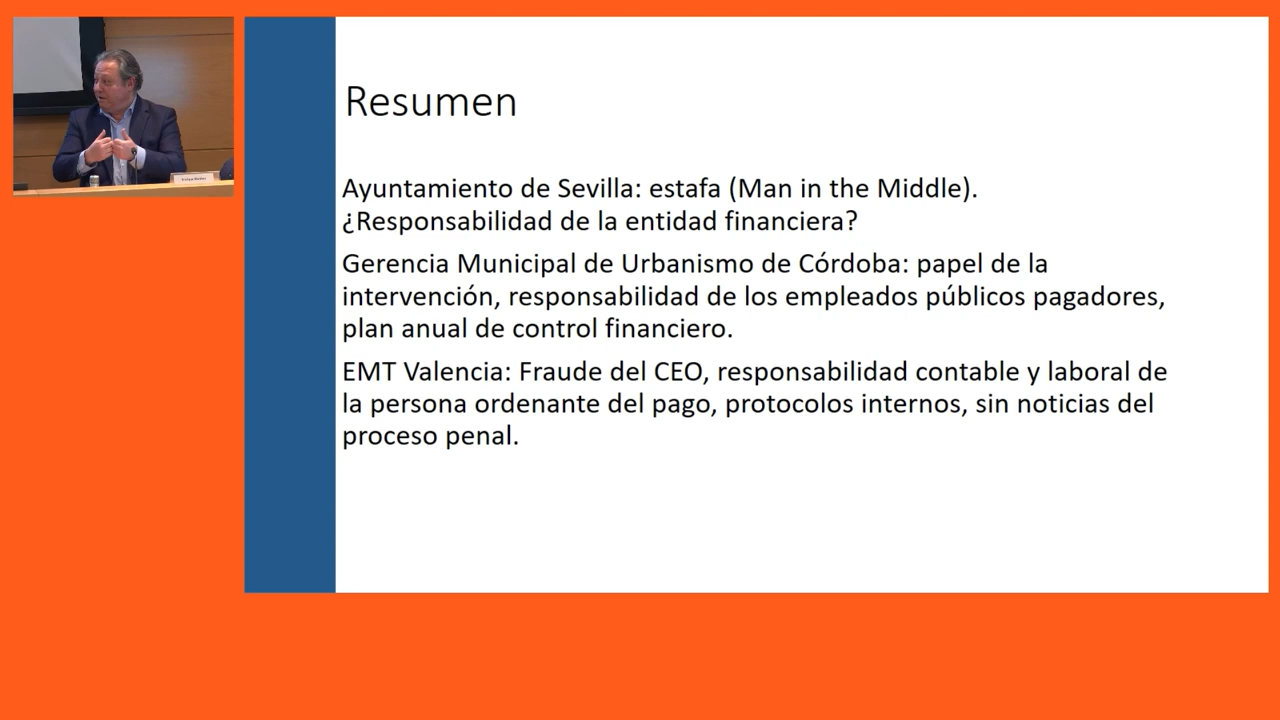 Resumen
Ayuntamiento de Sevilla: estafa (Man in the Middle).
¿Responsabilidad de la entidad financiera?
Gerencia Municipal de Urbanismo de Córdoba: papel de la
intervención, responsabilidad de los empleados públicos pagadores,
plan anual de control financiero.
EMT Valencia: Fraude del CEO, responsabilidad contable y laboral de
la persona ordenante del pago, protocolos internos, sin noticias del
proceso penal.